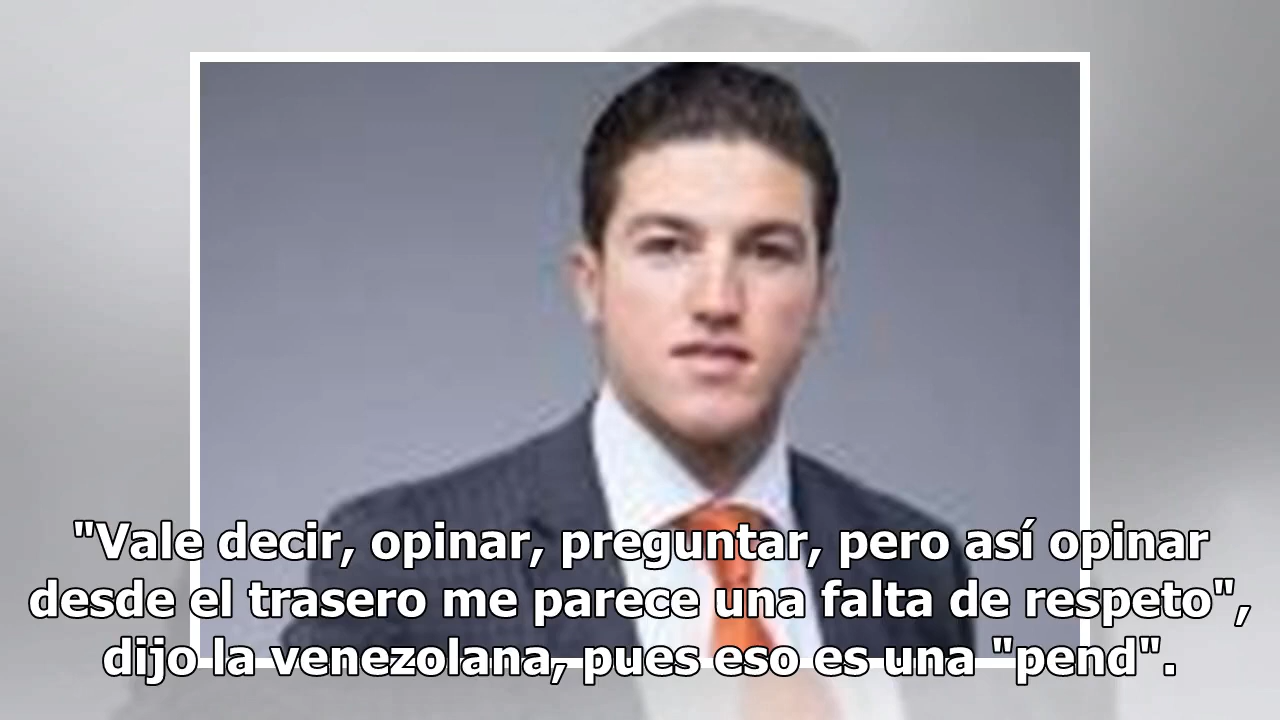 "Vale decir, opinar, preguntar, pero así opinar
desde el trasero me parece una falta de respeto",
dijo la venezolana, pues eso es una "pend".